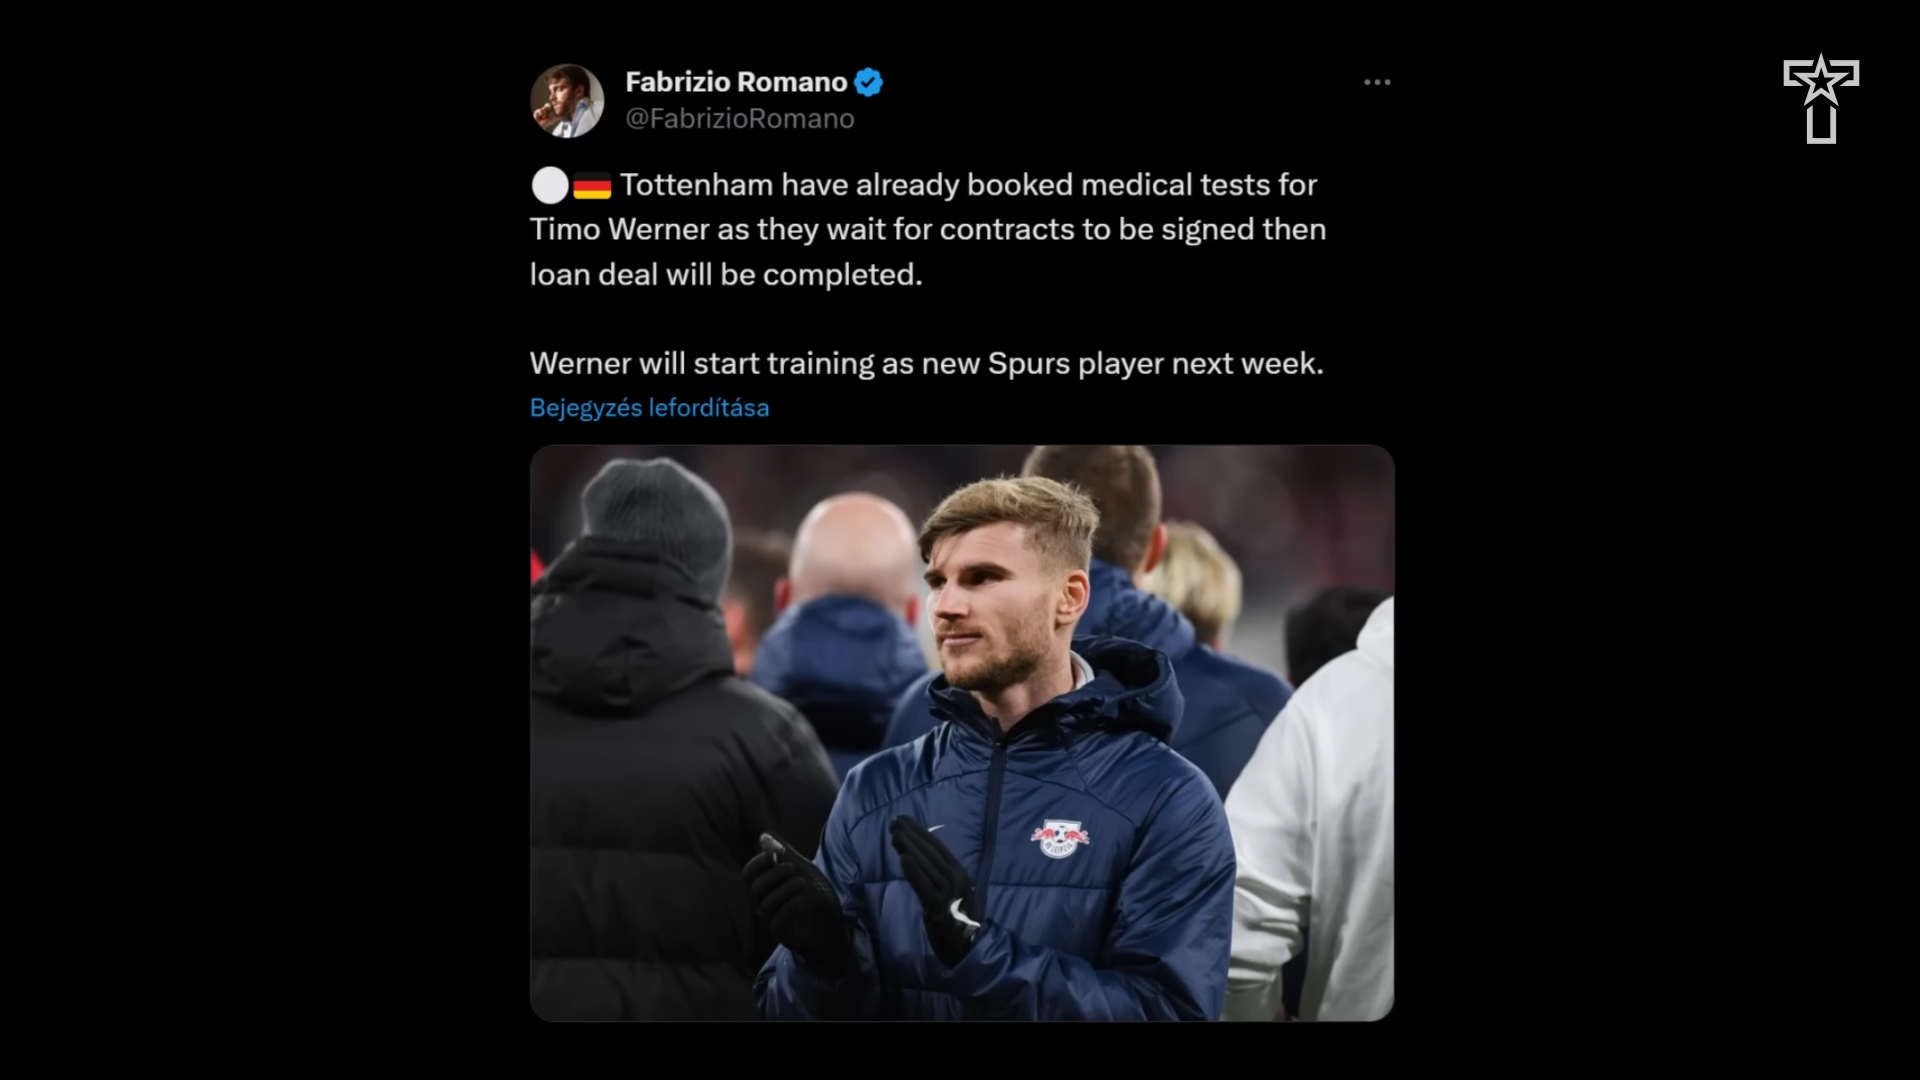 Fabrizio Romano
@FabrizioRomano
Tottenham have already booked medical tests for
Timo Werner as they wait for contracts to be signed then
loan deal will be completed.
Werner will start training as new Spurs player next week.
Bejegyzés lefordítása
RB LEIPZIG